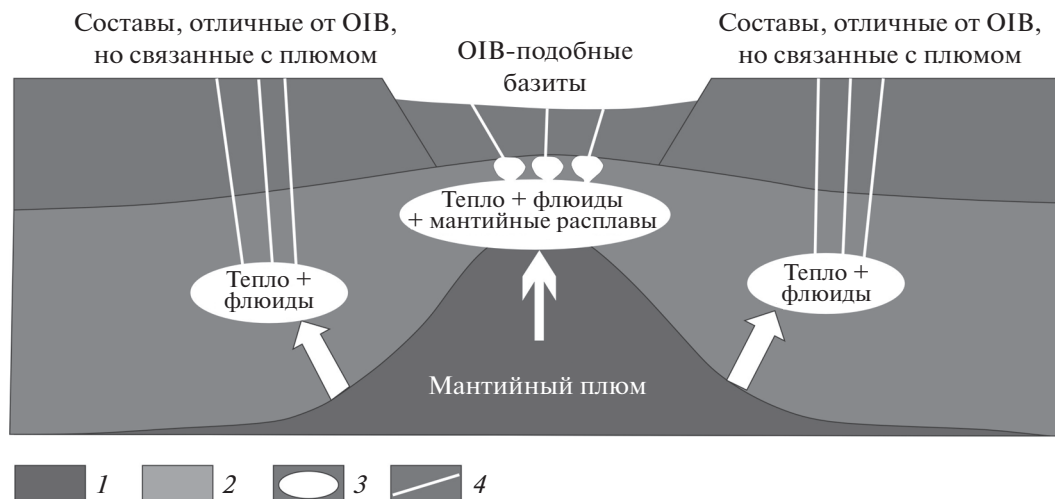 Составы, отличные от OIB,
но связанные с плюмом
OIB-подобные
базиты
Составы, отличные от OIB,
но связанные с плюмом
Тепло + флюиды
+ мантийные расплавы
Тепло +
флюиды
Тепло +
флюиды
Мантийный плюм
1 2 3 4